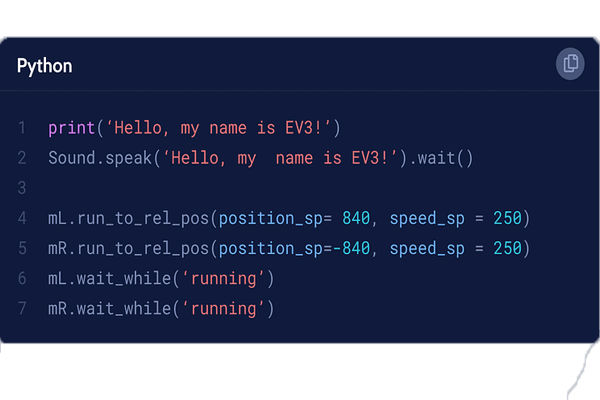 Python
1 print(‘Hello, my name is EV3!’)
2 Sound.speak(‘Hello, my  name is EV3!’).wait()
3
4 mL.run_to_rel_pos(position_sp= 840, speed_sp = 250)
5 mR.run_to_rel_pos(position_sp=-840, speed_sp = 250)
6 mL.wait_while(‘running’)
7 mR.wait_while(‘running’)